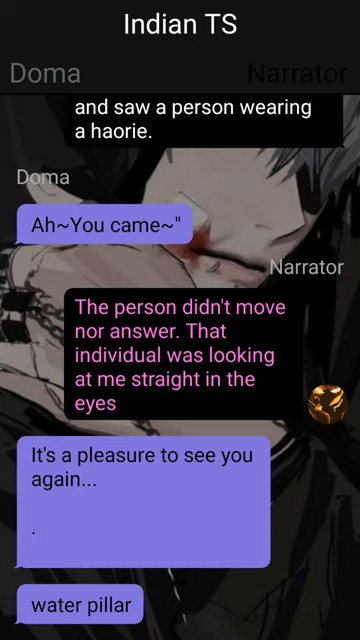 Indian TS
Doma
Narrator
and saw a person wearing
a haorie.
Doma
Ah~You came~"
Narrator
The person didn't move
nor answer. That
individual was looking
at me straight in the
eyes
It's a pleasure to see you
again...
.
water pillar